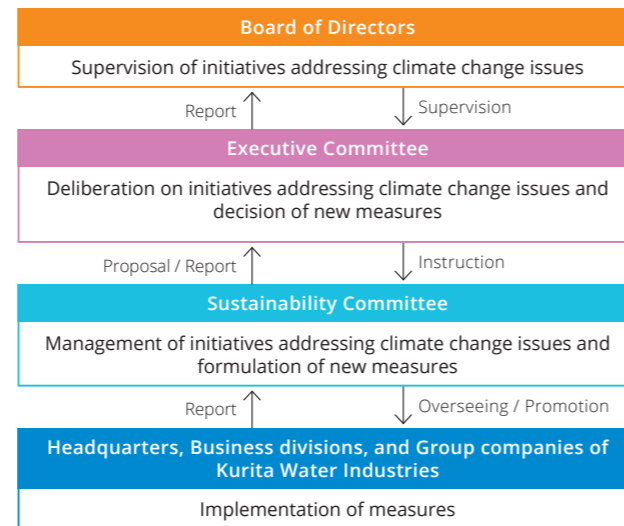 Board of Directors
Supervision of initiatives addressing climate change issues
Report
Supervision
Executive Committee
Deliberation on initiatives addressing climate change issues and
decision of new measures
Proposal / Report
Instruction
Sustainability Committee
Management of initiatives addressing climate change issues and
formulation of new measures
Report
Overseeing / Promotion
Headquarters, Business divisions, and Group companies of
Kurita Water Industries
Implementation of measures